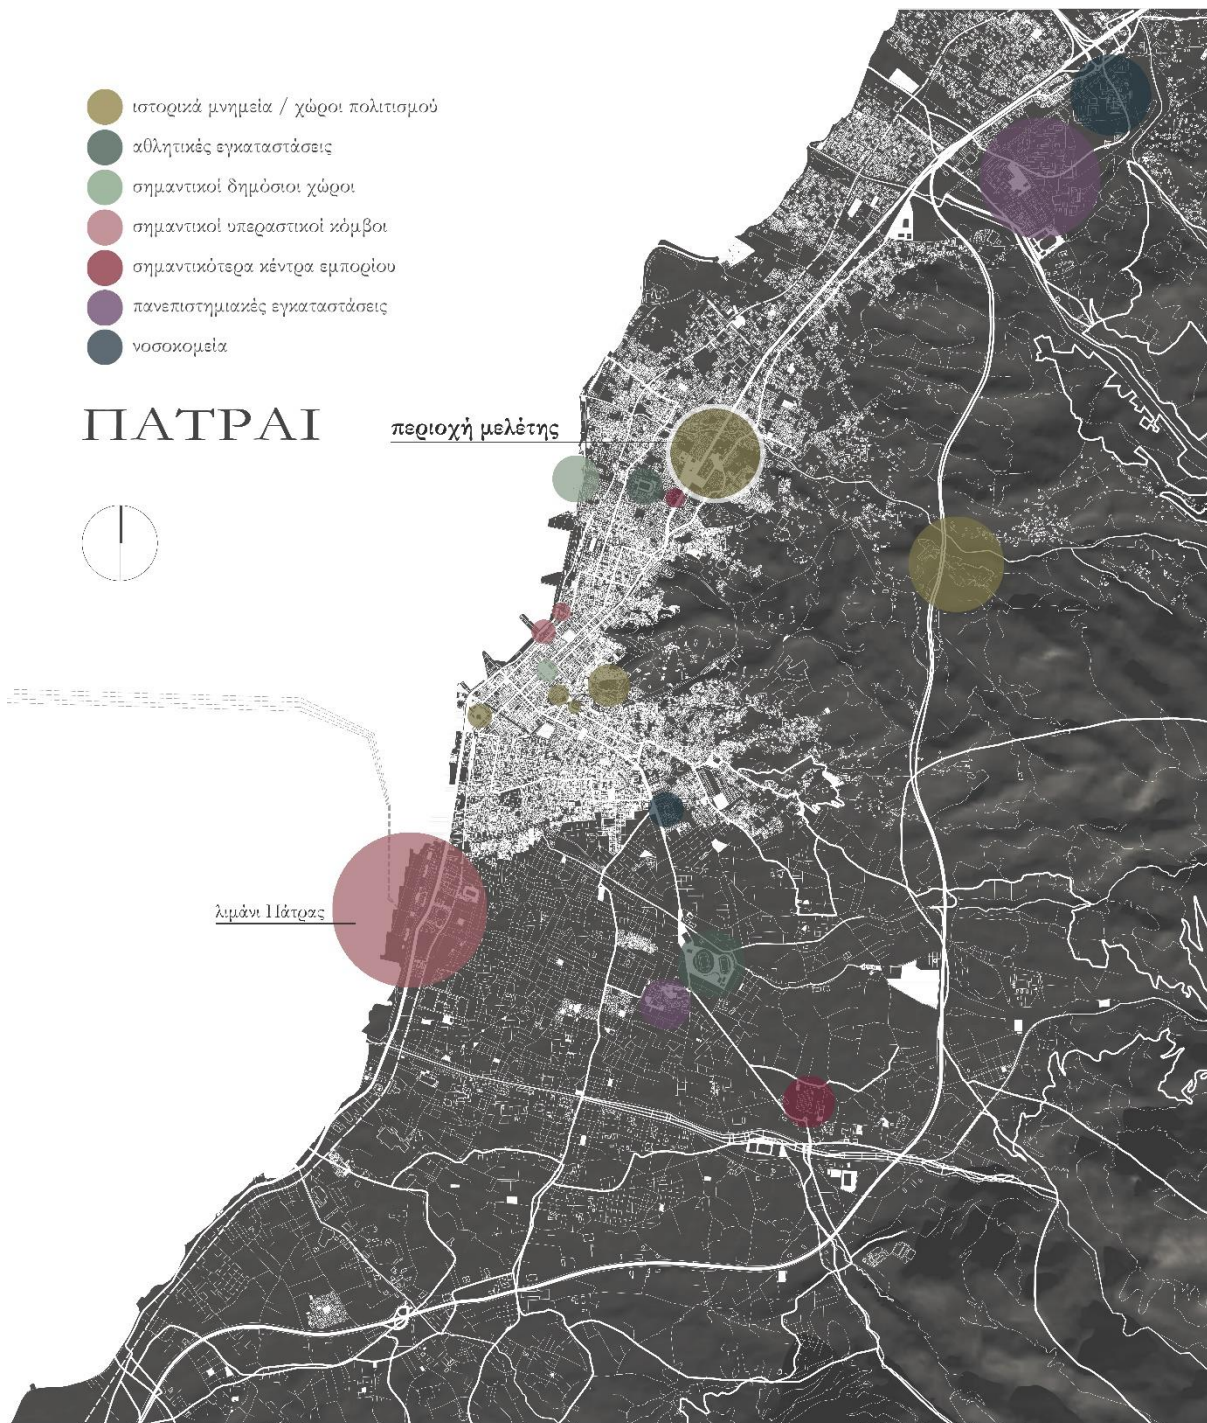 ιστορικά μνημεία / χώροι πολιτισμού
αθλητικές εγκαταστάσεις
σημαντικοί δημόσιοι χώροι
σημαντικοί υπεραστικοί κόμβοι
σημαντικότερα κέντρα εμπορίου
πανεπιστημιακές εγκαταστάσεις
νοσοκομεία
ΠΑΤΡΑΙ
περιοχή μελέτης
λιμάνι Πάτρας